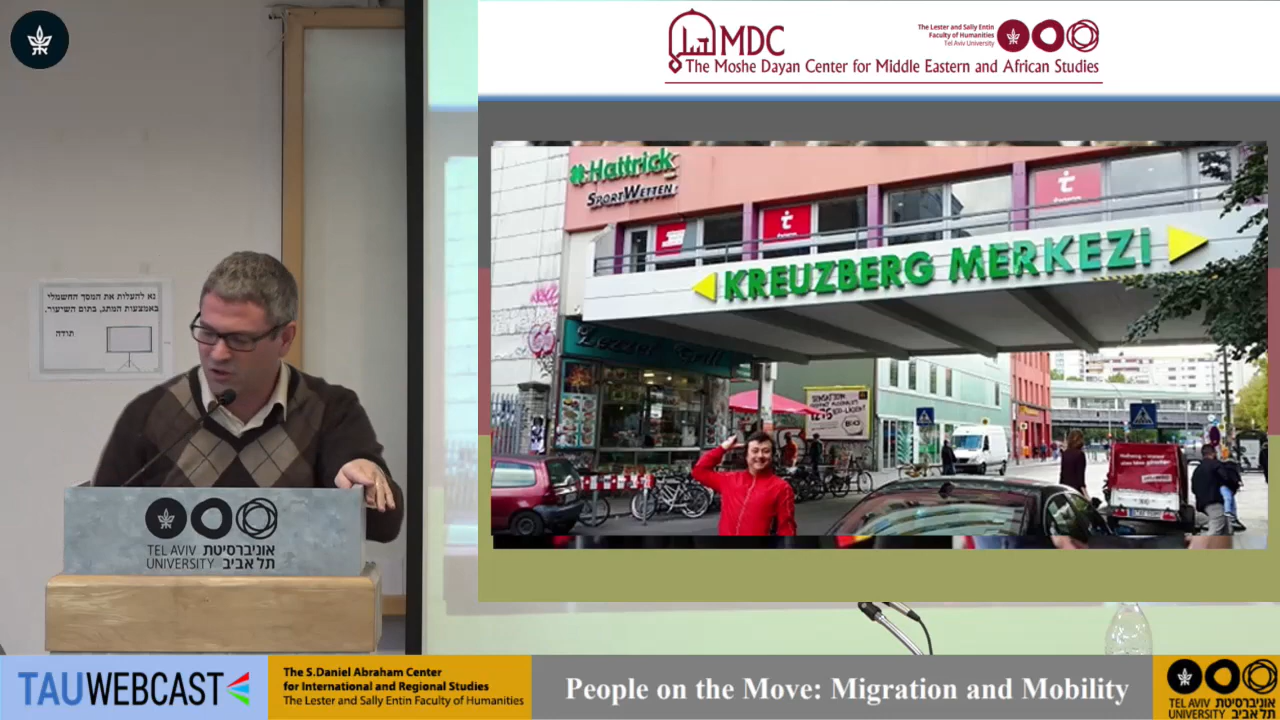 MDC
The Moshe Dayan Center for Middle Eastern and African Studies
The Lester and Sally Entin
Faculty of Humanities
Tel Aviv University
Hattrick
SPORTWETTEN
KREUZBERG MERKEZI
Lezzet Grill
SENSATION
נא להעלות את המסך החשמלי
באמצעות המתג, בתום השיעור.
תודה
TEL AVIV אוניברסיטת
UNIVERSITY תל אביב
TAUWEBCAST
The S.Daniel Abraham Center
for International and Regional Studies
The Lester and Sally Entin Faculty of Humanities
People on the Move: Migration and Mobility
TEL AVIV אוניברסיטת
UNIVERSITY תל אביב